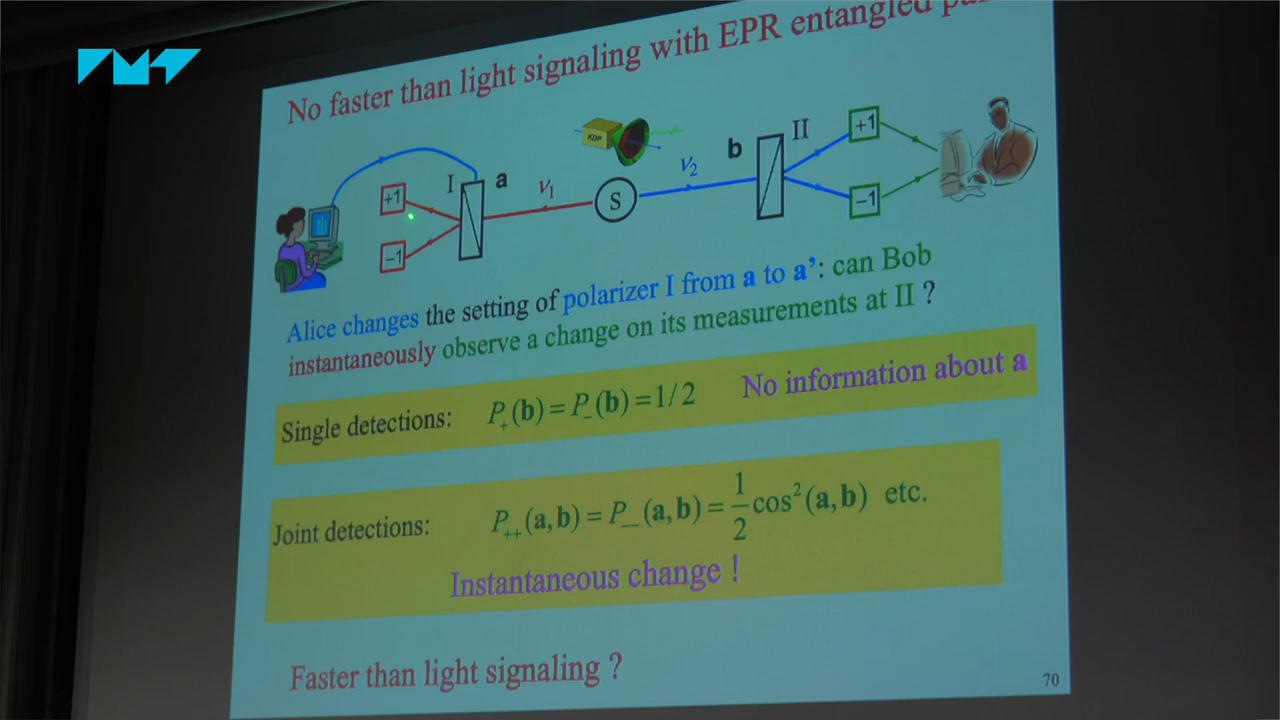 No faster than light signaling with EPR entangled
KDP
+1
-1
I
a
ν1
S
ν2
b
II
+1
-1
Alice changes the setting of polarizer I from a to a’: can Bob
instantaneously observe a change on its measurements at II ?
Single detections: P+(b) = P-(b) = 1/2 No information about a
Joint detections: P++(a,b) = P--(a,b) = 1/2 cos²(a,b) etc.
Instantaneous change !
Faster than light signaling ?
70